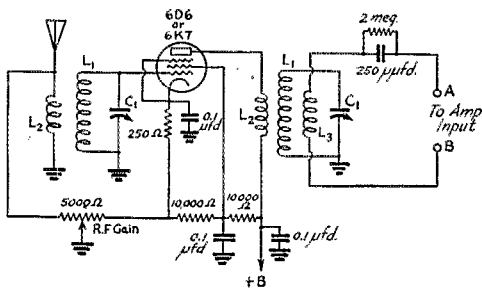 6D6
or
6K7
2 meg.
250 µµfd.
L1
L2
C1
250 Ω
0.1
µfd
L2
L1
L3
C1
A
To Amp
Input
B
5000 Ω
R.F Gain
10,000 Ω
10,000
Ω
0.1
µfd
0.1 µfd.
+B